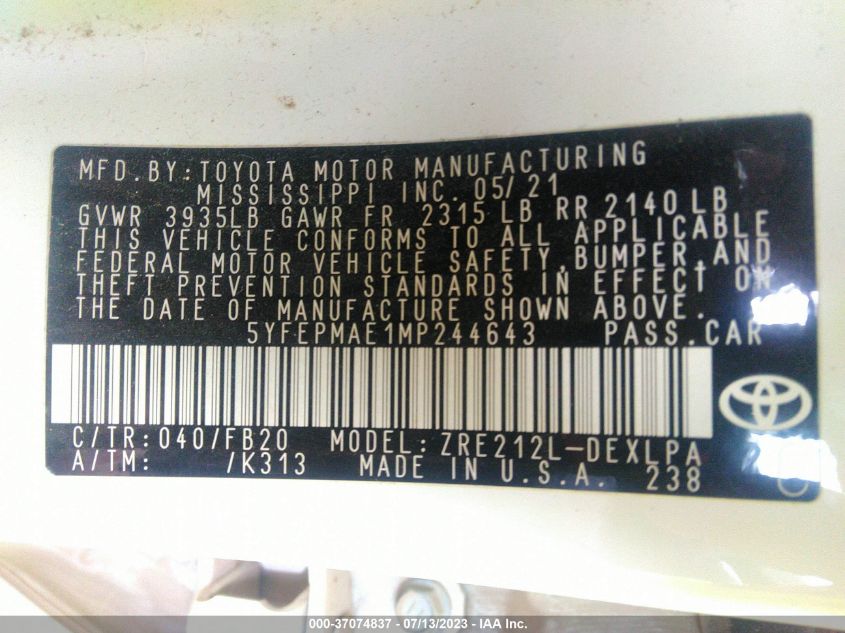 MFD.BY:TOYOTA MOTOR MANUFACTURING
MISSISSIPPI INC. 05/21
GVWR 3935LB GAWR FR 2315 LB RR 2140 LB
THIS VEHICLE CONFORMS TO ALL APPLICABLE
FEDERAL MOTOR VEHICLE SAFETY,BUMPER,AND
THEFT PREVENTION STANDARDS IN EFFECT ON
THE DATE OF MANUFACTURE SHOWN ABOVE.
5YFEPMAE1MP244643 PASS.CAR
C/TR:040/FB20 MODEL:ZRE212L-DEXLPA
A/TM: /K313 MADE IN U.S.A. 238
000-37074837 - 07/13/2023 - IAA Inc.